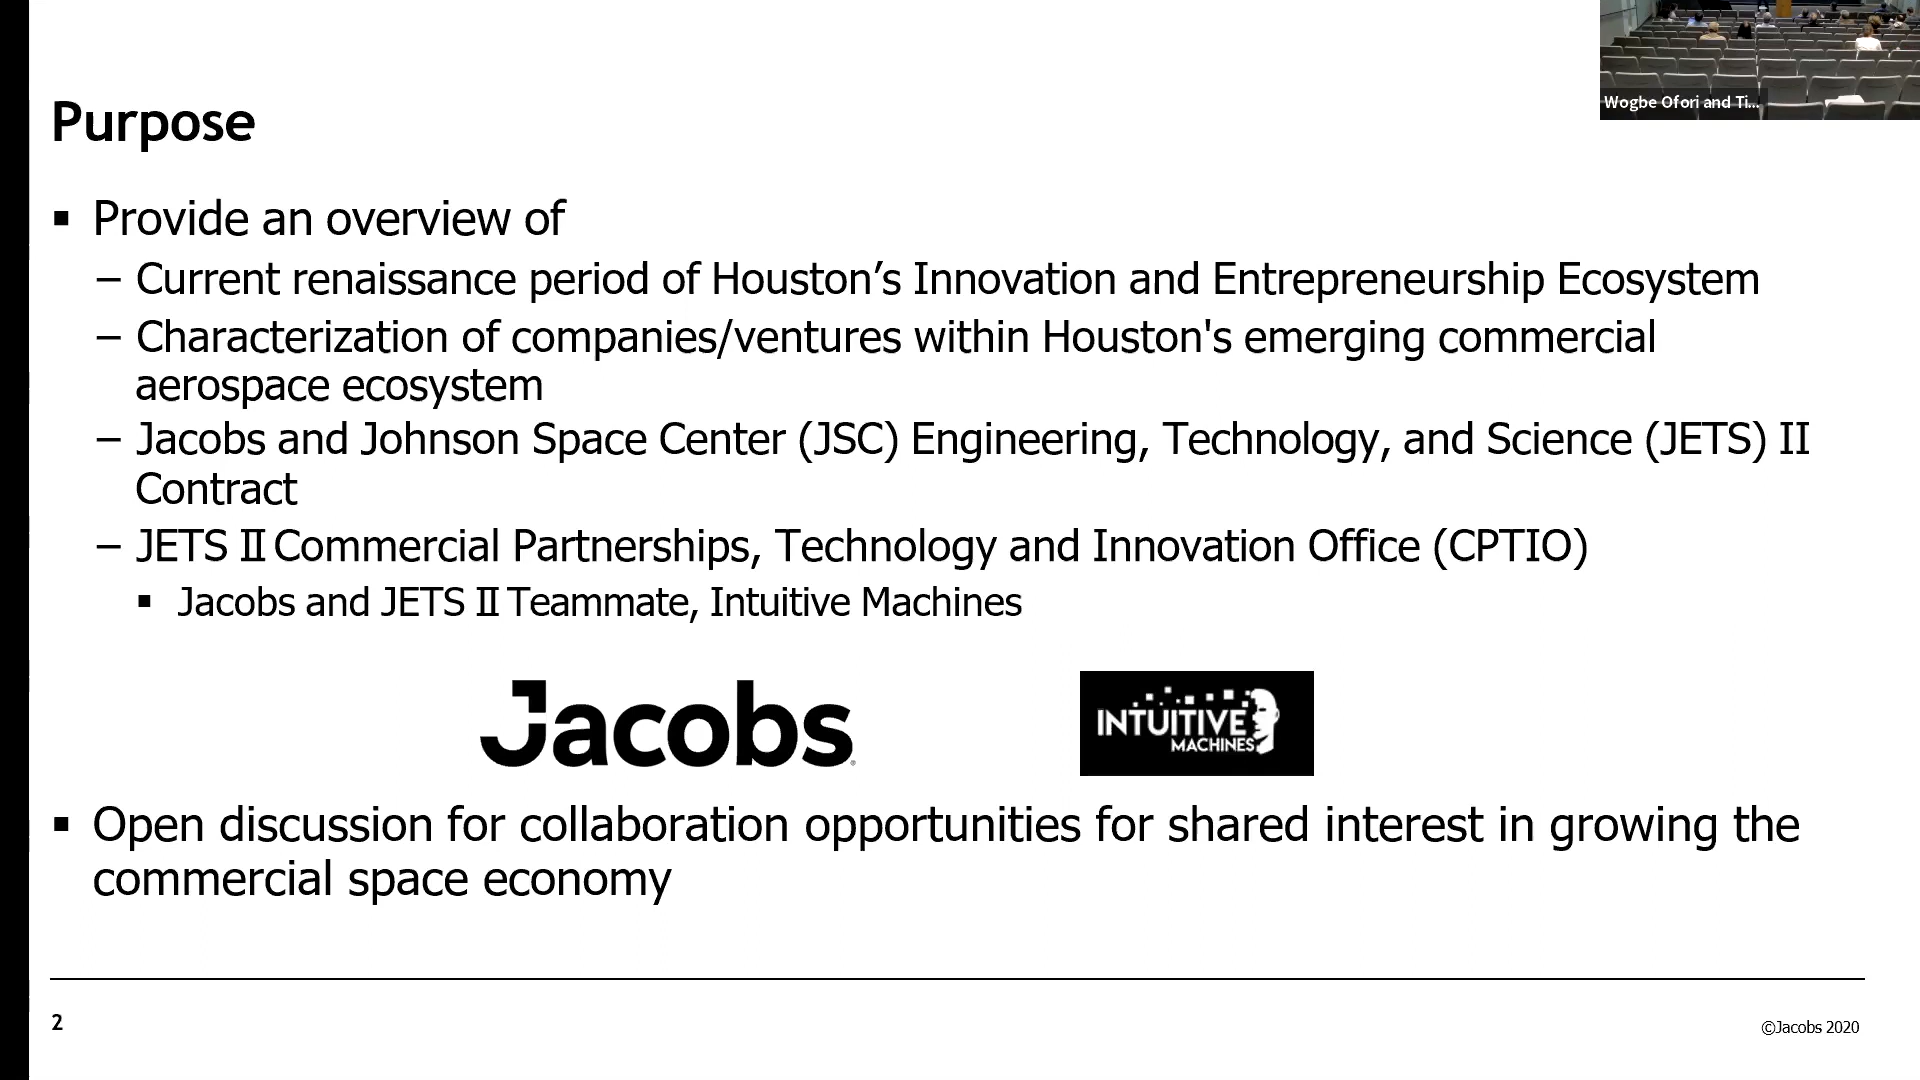 Wogbe Ofori and Ti...
Purpose
▪ Provide an overview of
– Current renaissance period of Houston’s Innovation and Entrepreneurship Ecosystem
– Characterization of companies/ventures within Houston's emerging commercial
aerospace ecosystem
– Jacobs and Johnson Space Center (JSC) Engineering, Technology, and Science (JETS) II
Contract
– JETS II Commercial Partnerships, Technology and Innovation Office (CPTIO)
▪ Jacobs and JETS II Teammate, Intuitive Machines
Jacobs®
INTUITIVE
MACHINES
▪ Open discussion for collaboration opportunities for shared interest in growing the
commercial space economy
2
©Jacobs 2020